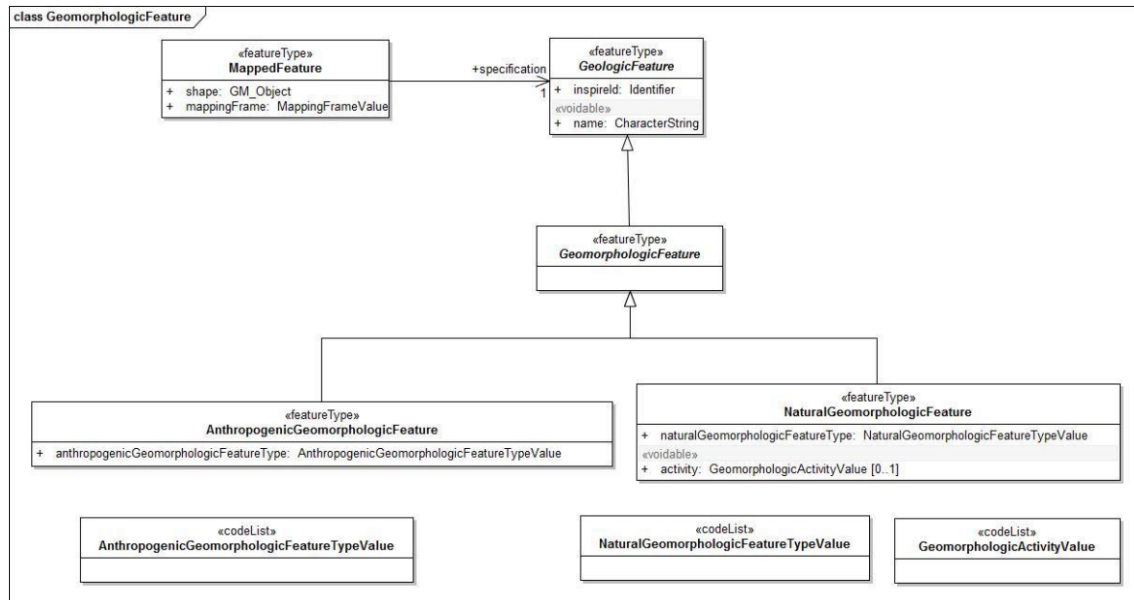 class GeomorphologicFeature
«featureType»
MappedFeature
+ shape: GM_Object
+ mappingFrame: MappingFrameValue
+specification
1
«featureType»
GeologicFeature
+ inspireId: Identifier
«voidable»
+ name: CharacterString
«featureType»
GeomorphologicFeature
«featureType»
AnthropogenicGeomorphologicFeature
+ anthropogenicGeomorphologicFeatureType: AnthropogenicGeomorphologicFeatureTypeValue
«featureType»
NaturalGeomorphologicFeature
+ naturalGeomorphologicFeatureType: NaturalGeomorphologicFeatureTypeValue
«voidable»
+ activity: GeomorphologicActivityValue [0..1]
«codeList»
AnthropogenicGeomorphologicFeatureTypeValue
«codeList»
NaturalGeomorphologicFeatureTypeValue
«codeList»
GeomorphologicActivityValue